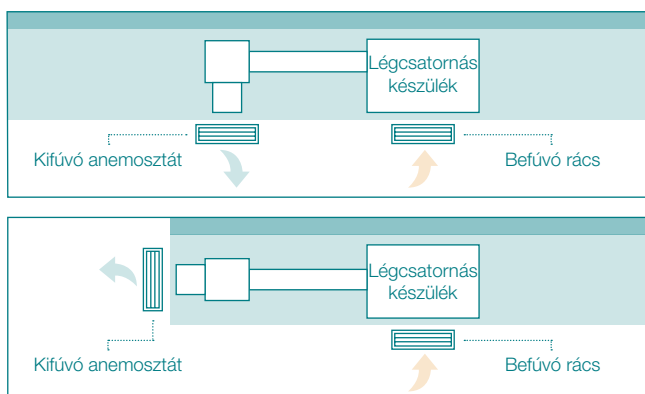 Légcsatornás
készülék
Kifúvó anemosztát
Befúvó rács
Légcsatornás
készülék
Kifúvó anemosztát
Befúvó rács